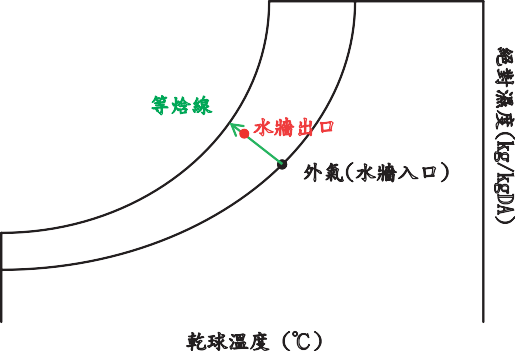 等焓線
水牆出口
外氣(水牆入口)
絕對濕度(kg/kgDA)
乾球溫度 (℃)